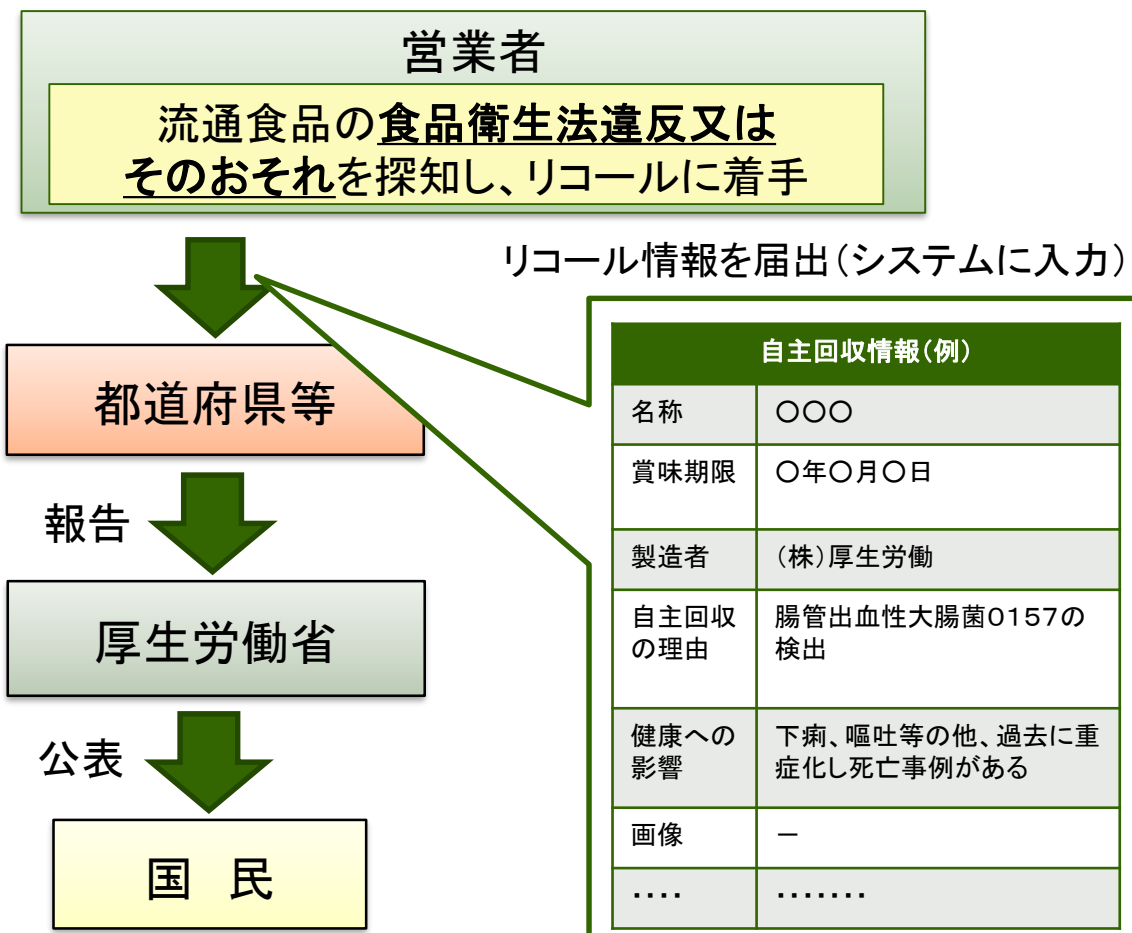 営業者
流通食品の食品衛生法違反又は
そのおそれを探知し、リコールに着手
リコール情報を届出(システムに入力)
都道府県等
報告
厚生労働省
公表
国 民
自主回収情報(例)
名称 〇〇〇
賞味期限 〇年〇月〇日
製造者 (株)厚生労働
自主回収 腸管出血性大腸菌O157の
の理由 検出
健康への 下痢、嘔吐等の他、過去に重
影響 症化し死亡事例がある
画像 -
・・・・ ・・・・・・・